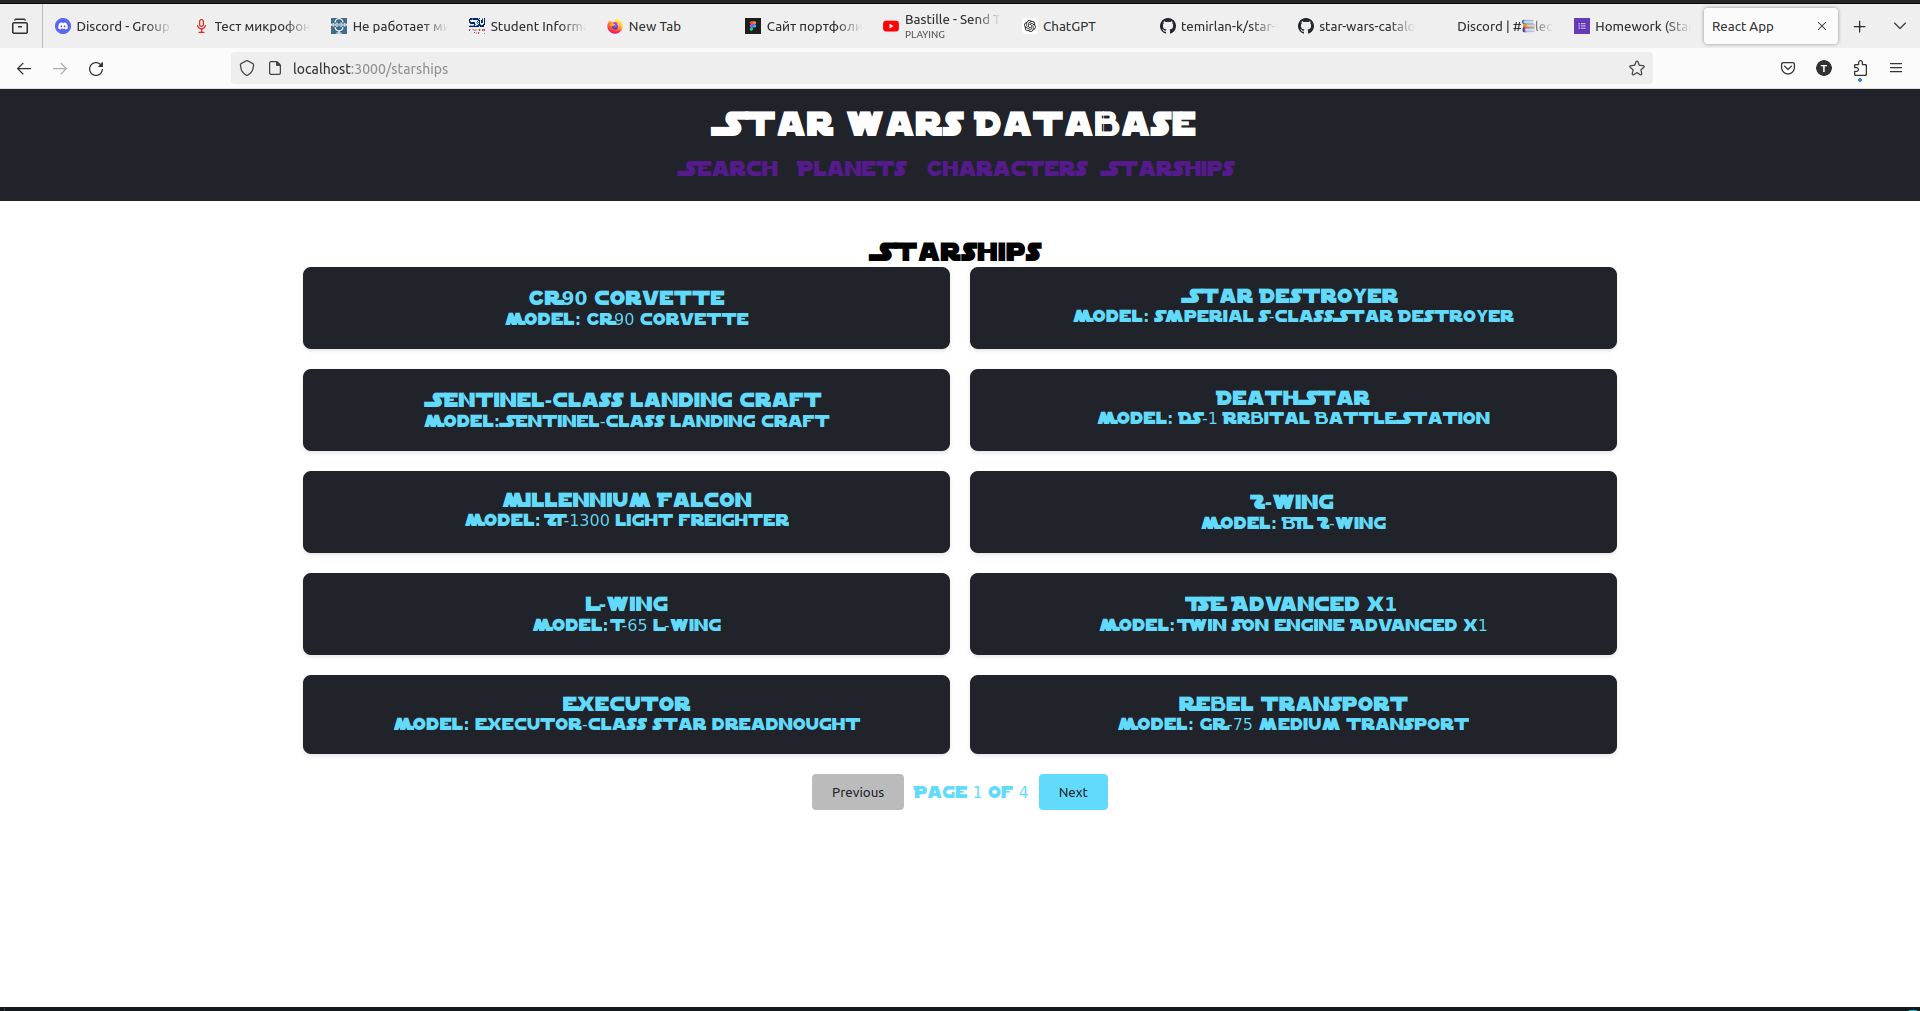 Discord - Group Тест микрофон Не работает ми Student Inform New Tab Сайт портфоли Bastille - Send T ChatGPT temirlan-k/star- star-wars-catalo Discord | # lec Homework (Sta React App
PLAYING
localhost:3000/starships
Star Wars Database
Search Planets Characters Starships
Starships
CR90 corvette
Model: CR90 corvette
Star Destroyer
Model: Imperial I-class Star Destroyer
Sentinel-class landing craft
Model: Sentinel-class landing craft
Death Star
Model: DS-1 Orbital Battle Station
Millennium Falcon
Model: YT-1300 light freighter
Y-wing
Model: BTL Y-wing
X-wing
Model: T-65 X-wing
TIE Advanced x1
Model: Twin Ion Engine Advanced x1
Executor
Model: Executor-class star dreadnought
Rebel transport
Model: GR-75 medium transport
Previous Page 1 of 4 Next